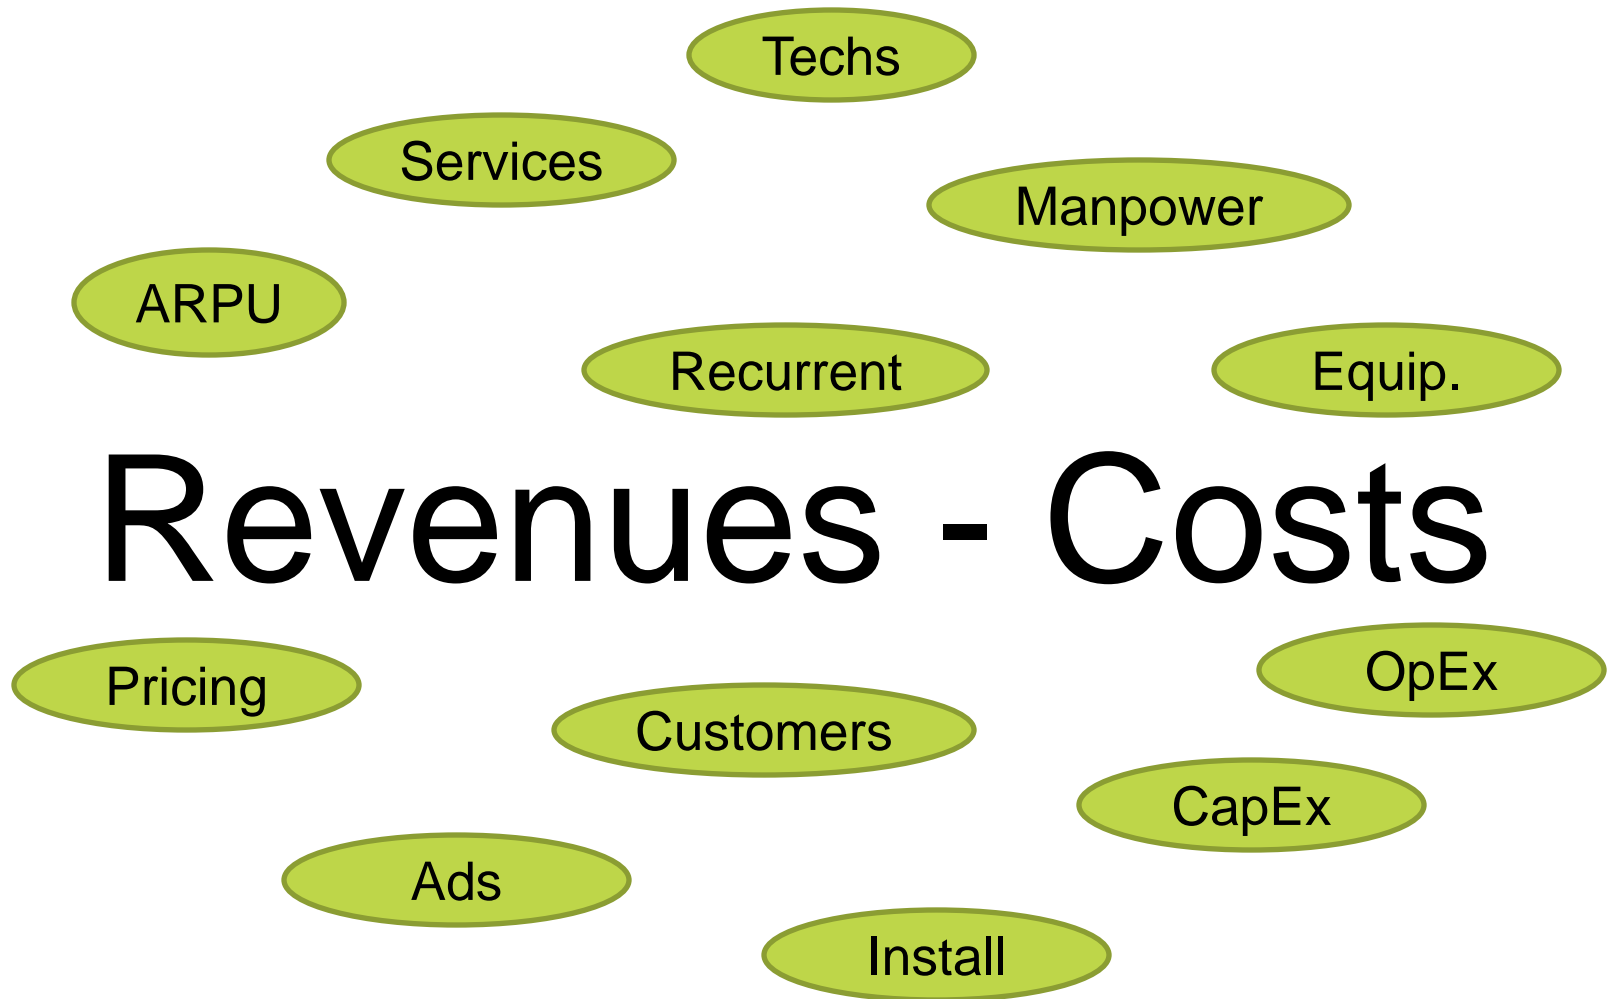 Techs
Services
Manpower
ARPU
Recurrent
Equip.
Revenues - Costs
Pricing
OpEx
Customers
CapEx
Ads
Install